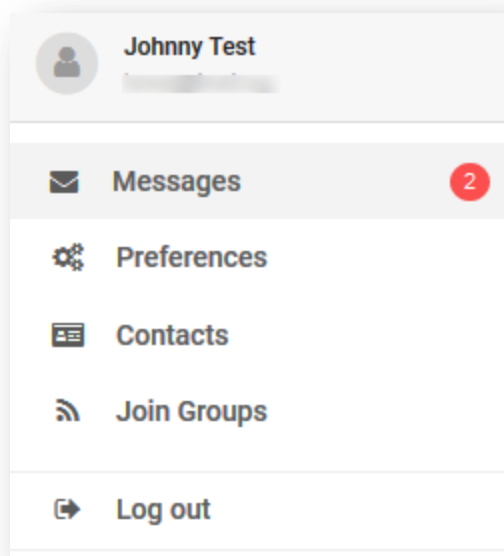 Johnny Test
Messages
2
Preferences
Contacts
Join Groups
Log out